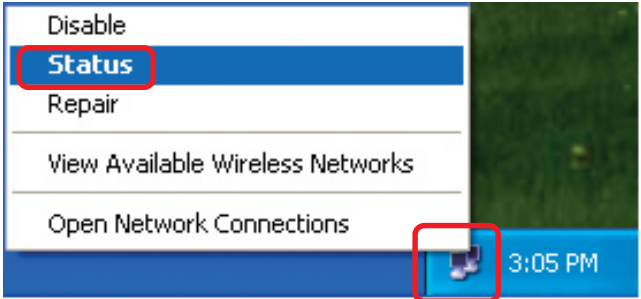 Disable
Status
Repair
View Available Wireless Networks
Open Network Connections
3:05 PM